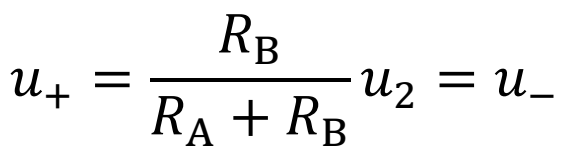 u₊ = R_B / (R_A + R_B) u₂ = u₋